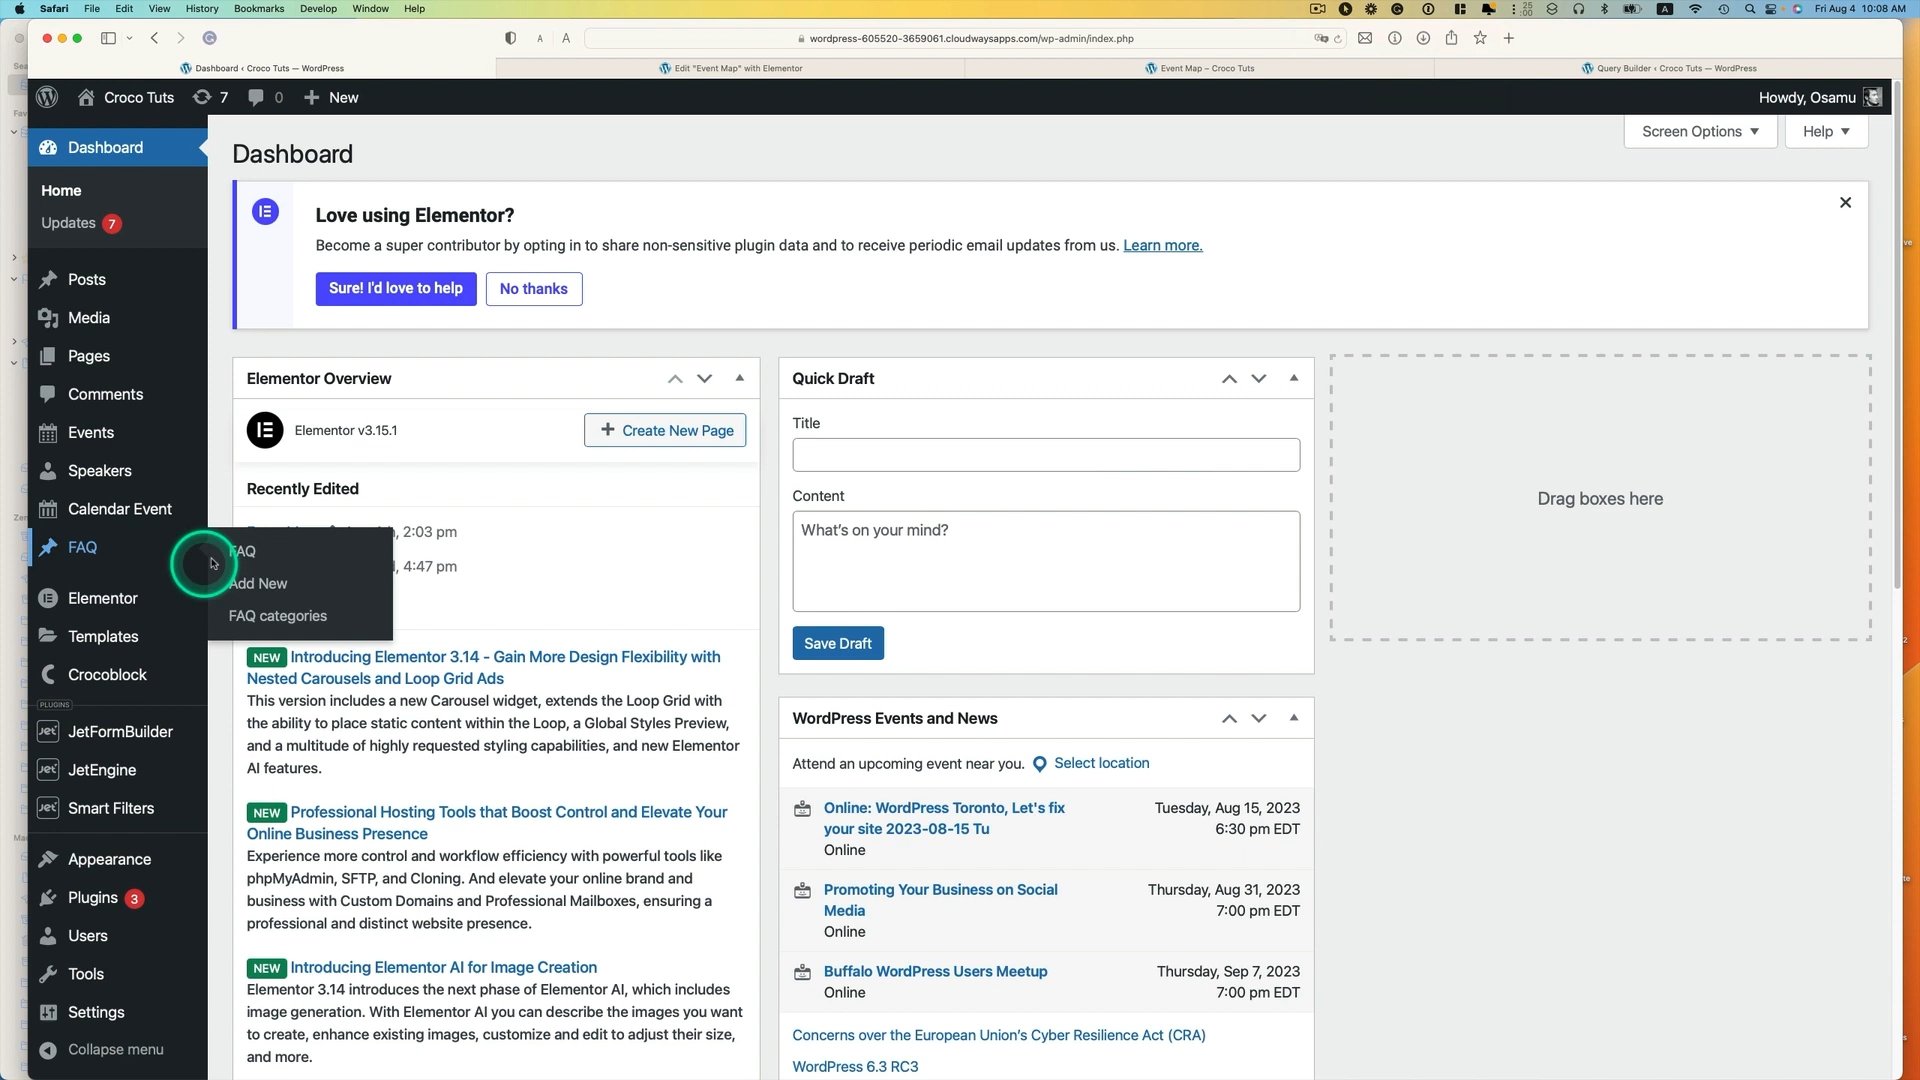 Safari File Edit View History Bookmarks Develop Window Help
25
:00
A
Fri Aug 4 10:08 AM
A A
wordpress-605520-3659061.cloudwaysapps.com/wp-admin/index.php
Dashboard ‹ Croco Tuts — WordPress
Edit "Event Map" with Elementor
Event Map – Croco Tuts
Query Builder ‹ Croco Tuts — WordPress
Croco Tuts 7 0 New
Howdy, Osamu
Screen Options
Help
Dashboard
Home
Updates 7
Posts
Media
Pages
Comments
Events
Speakers
Calendar Event
FAQ
Elementor
Templates
Crocoblock
PLUGINS
JetFormBuilder
JetEngine
Smart Filters
Appearance
Plugins 3
Users
Tools
Settings
Collapse menu
FAQ
Add New
FAQ categories
Dashboard
Love using Elementor?
Become a super contributor by opting in to share non-sensitive plugin data and to receive periodic email updates from us. Learn more.
Sure! I'd love to help
No thanks
Elementor Overview
Elementor v3.15.1
Create New Page
Recently Edited
, 2:03 pm
, 4:47 pm
NEW Introducing Elementor 3.14 - Gain More Design Flexibility with
Nested Carousels and Loop Grid Ads
This version includes a new Carousel widget, extends the Loop Grid with
the ability to place static content within the Loop, a Global Styles Preview,
and a multitude of highly requested styling capabilities, and new Elementor
AI features.
NEW Professional Hosting Tools that Boost Control and Elevate Your
Online Business Presence
Experience more control and workflow efficiency with powerful tools like
phpMyAdmin, SFTP, and Cloning. And elevate your online brand and
business with Custom Domains and Professional Mailboxes, ensuring a
professional and distinct website presence.
NEW Introducing Elementor AI for Image Creation
Elementor 3.14 introduces the next phase of Elementor AI, which includes
image generation. With Elementor AI you can describe the images you want
to create, enhance existing images, customize and edit to adjust their size,
and more.
Quick Draft
Title
Content
What's on your mind?
Save Draft
WordPress Events and News
Attend an upcoming event near you. Select location
Online: WordPress Toronto, Let's fix
your site 2023-08-15 Tu
Online
Tuesday, Aug 15, 2023
6:30 pm EDT
Promoting Your Business on Social
Media
Online
Thursday, Aug 31, 2023
7:00 pm EDT
Buffalo WordPress Users Meetup
Online
Thursday, Sep 7, 2023
7:00 pm EDT
Concerns over the European Union's Cyber Resilience Act (CRA)
WordPress 6.3 RC3
Drag boxes here